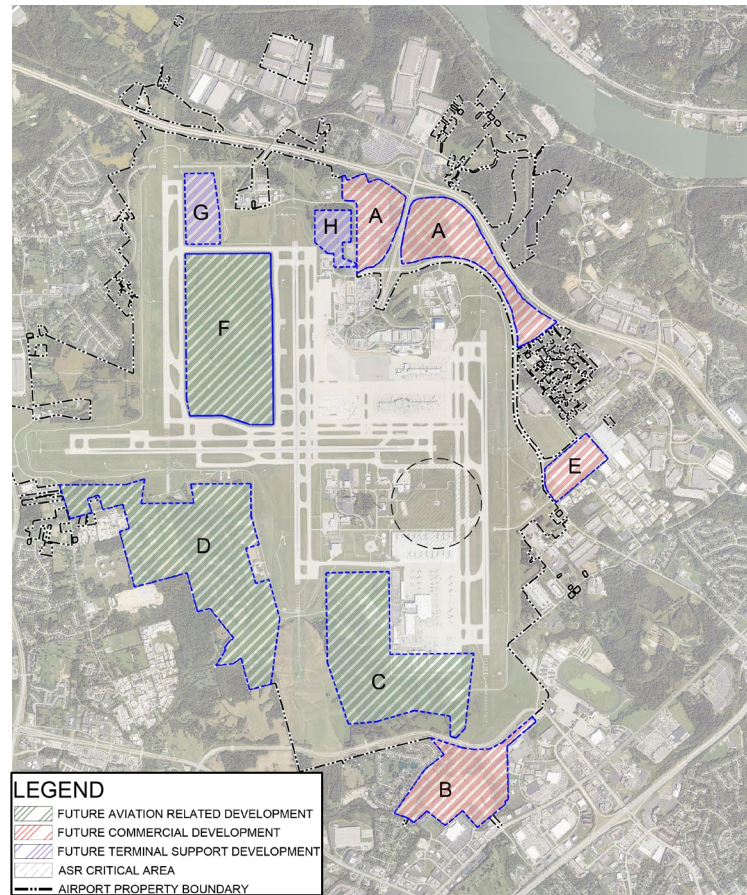 G
H
A
A
F
E
D
C
B
LEGEND
FUTURE AVIATION RELATED DEVELOPMENT
FUTURE COMMERCIAL DEVELOPMENT
FUTURE TERMINAL SUPPORT DEVELOPMENT
ASR CRITICAL AREA
AIRPORT PROPERTY BOUNDARY